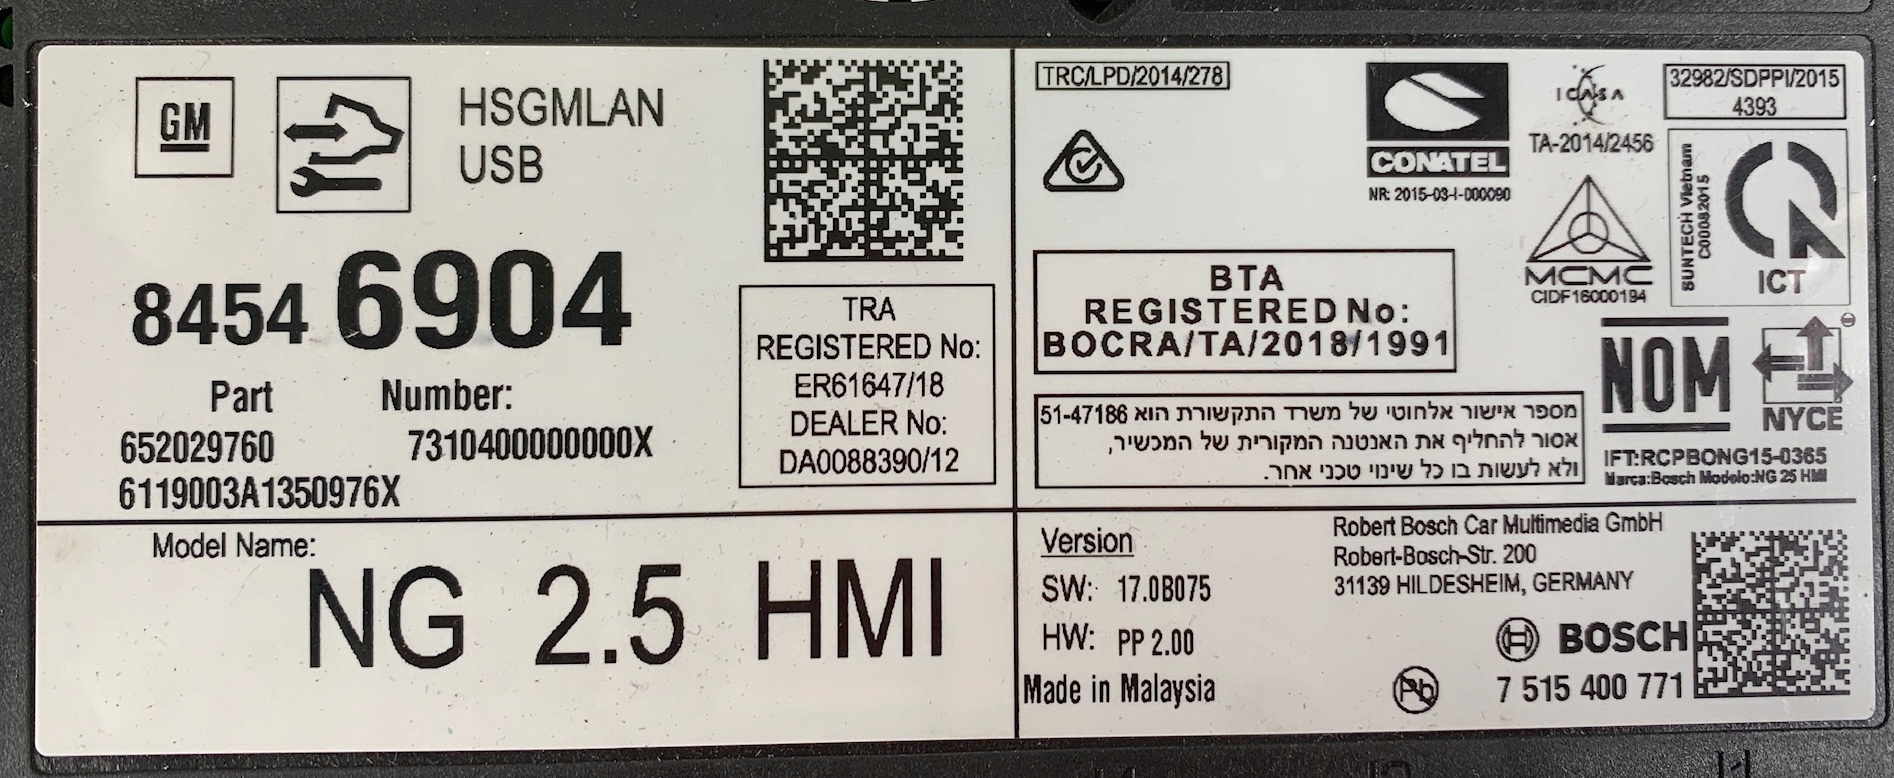 GM
HSGMLAN
USB
8454 6904
Part Number:
652029760 7310400000000X
6119003A1350976X
TRA
REGISTERED No:
ER61647/18
DEALER No:
DA0088390/12
Model Name:
NG 2.5 HMI
TRC/LPD/2014/278
CONATEL
NR: 2015-03-I-000090
ICASA
TA-2014/2456
32982/SDPPI/2015
4393
MCMC
CIDF16000194
SUNTECH Vietnam
C00082015
ICT
BTA
REGISTERED No:
BOCRA/TA/2018/1991
מספר אישור אלחוטי של משרד התקשורת הוא 51-47186
אסור להחליף את האנטנה המקורית של המכשיר,
ולא לעשות בו כל שינוי טכני אחר.
NOM
NYCE
IFT:RCPBONG15-0365
Marca:Bosch Modelo:NG 25 HMI
Version
SW: 17.0B075
HW: PP 2.00
Made in Malaysia
Robert Bosch Car Multimedia GmbH
Robert-Bosch-Str. 200
31139 HILDESHEIM, GERMANY
BOSCH
Pb
7 515 400 771